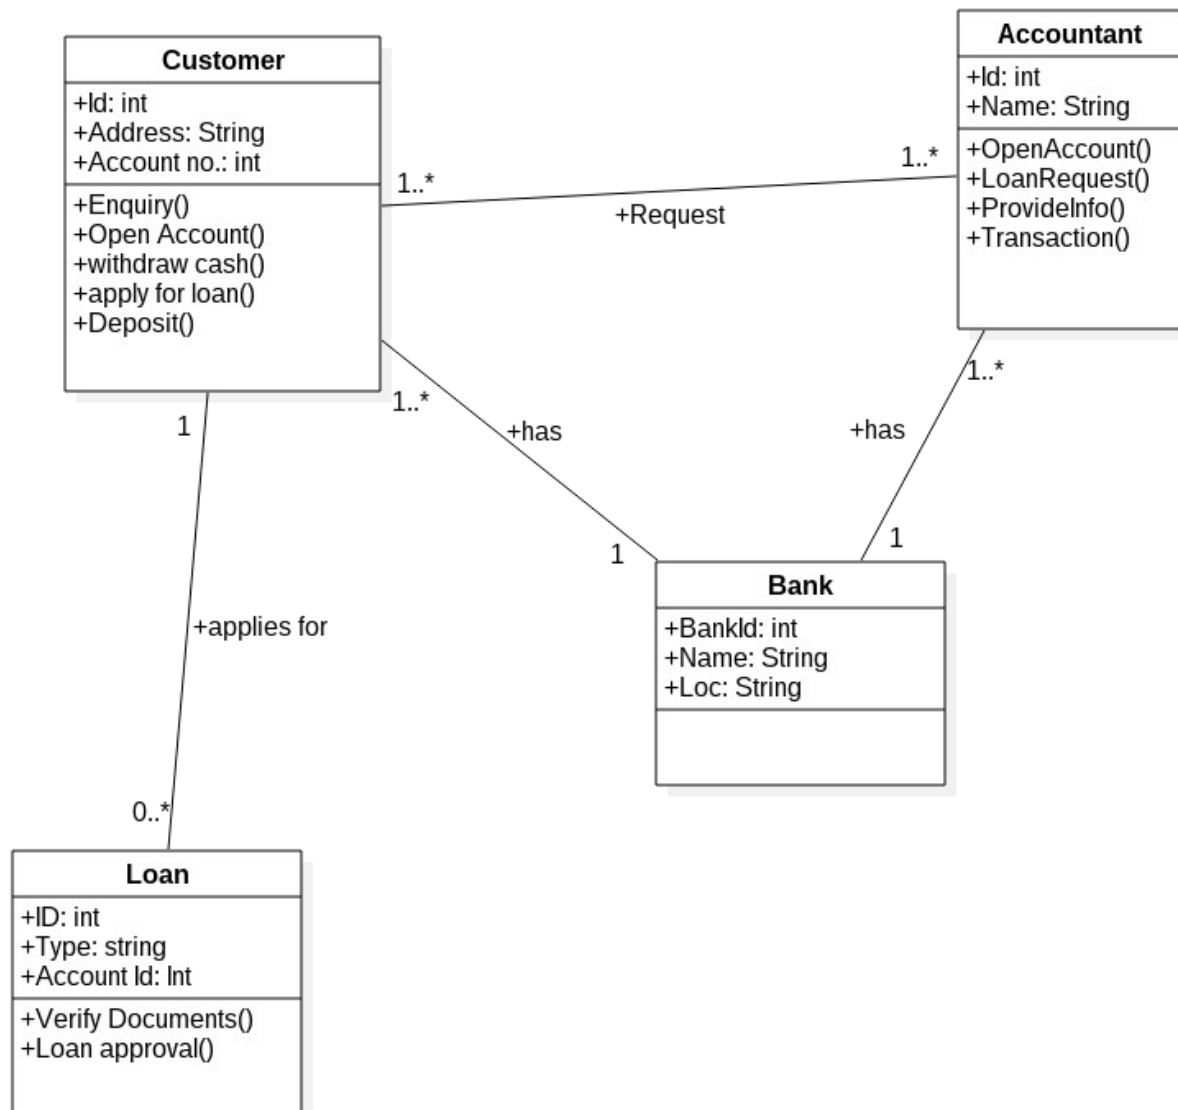 Customer
+Id: int
+Address: String
+Account no.: int
+Enquiry()
+Open Account()
+withdraw cash()
+apply for loan()
+Deposit()
Accountant
+Id: int
+Name: String
+OpenAccount()
+LoanRequest()
+ProvideInfo()
+Transaction()
1..*
1..*
+Request
1..*
+has
1
1..*
+has
1
1
+applies for
0..*
Bank
+BankId: int
+Name: String
+Loc: String
Loan
+ID: int
+Type: string
+Account Id: Int
+Verify Documents()
+Loan approval()